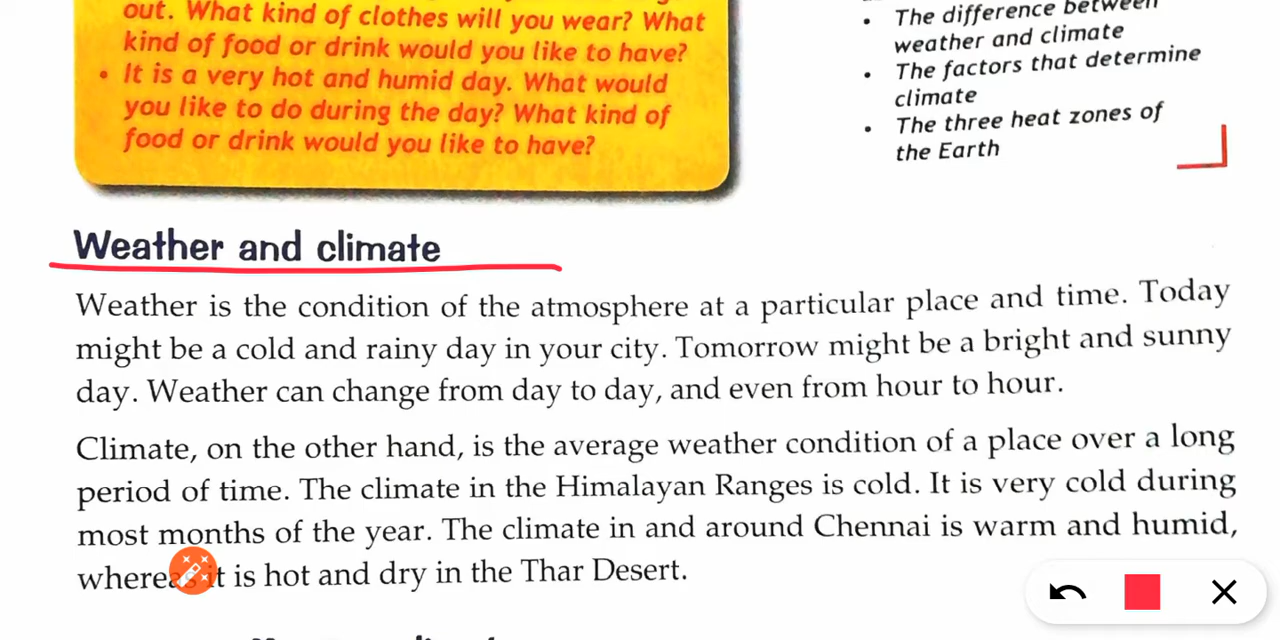 out. What kind of clothes will you wear? What
kind of food or drink would you like to have?
• It is a very hot and humid day. What would
you like to do during the day? What kind of
food or drink would you like to have?
• The difference between
weather and climate
• The factors that determine
climate
• The three heat zones of
the Earth
Weather and climate
Weather is the condition of the atmosphere at a particular place and time. Today
might be a cold and rainy day in your city. Tomorrow might be a bright and sunny
day. Weather can change from day to day, and even from hour to hour.
Climate, on the other hand, is the average weather condition of a place over a long
period of time. The climate in the Himalayan Ranges is cold. It is very cold during
most months of the year. The climate in and around Chennai is warm and humid,
whereas it is hot and dry in the Thar Desert.